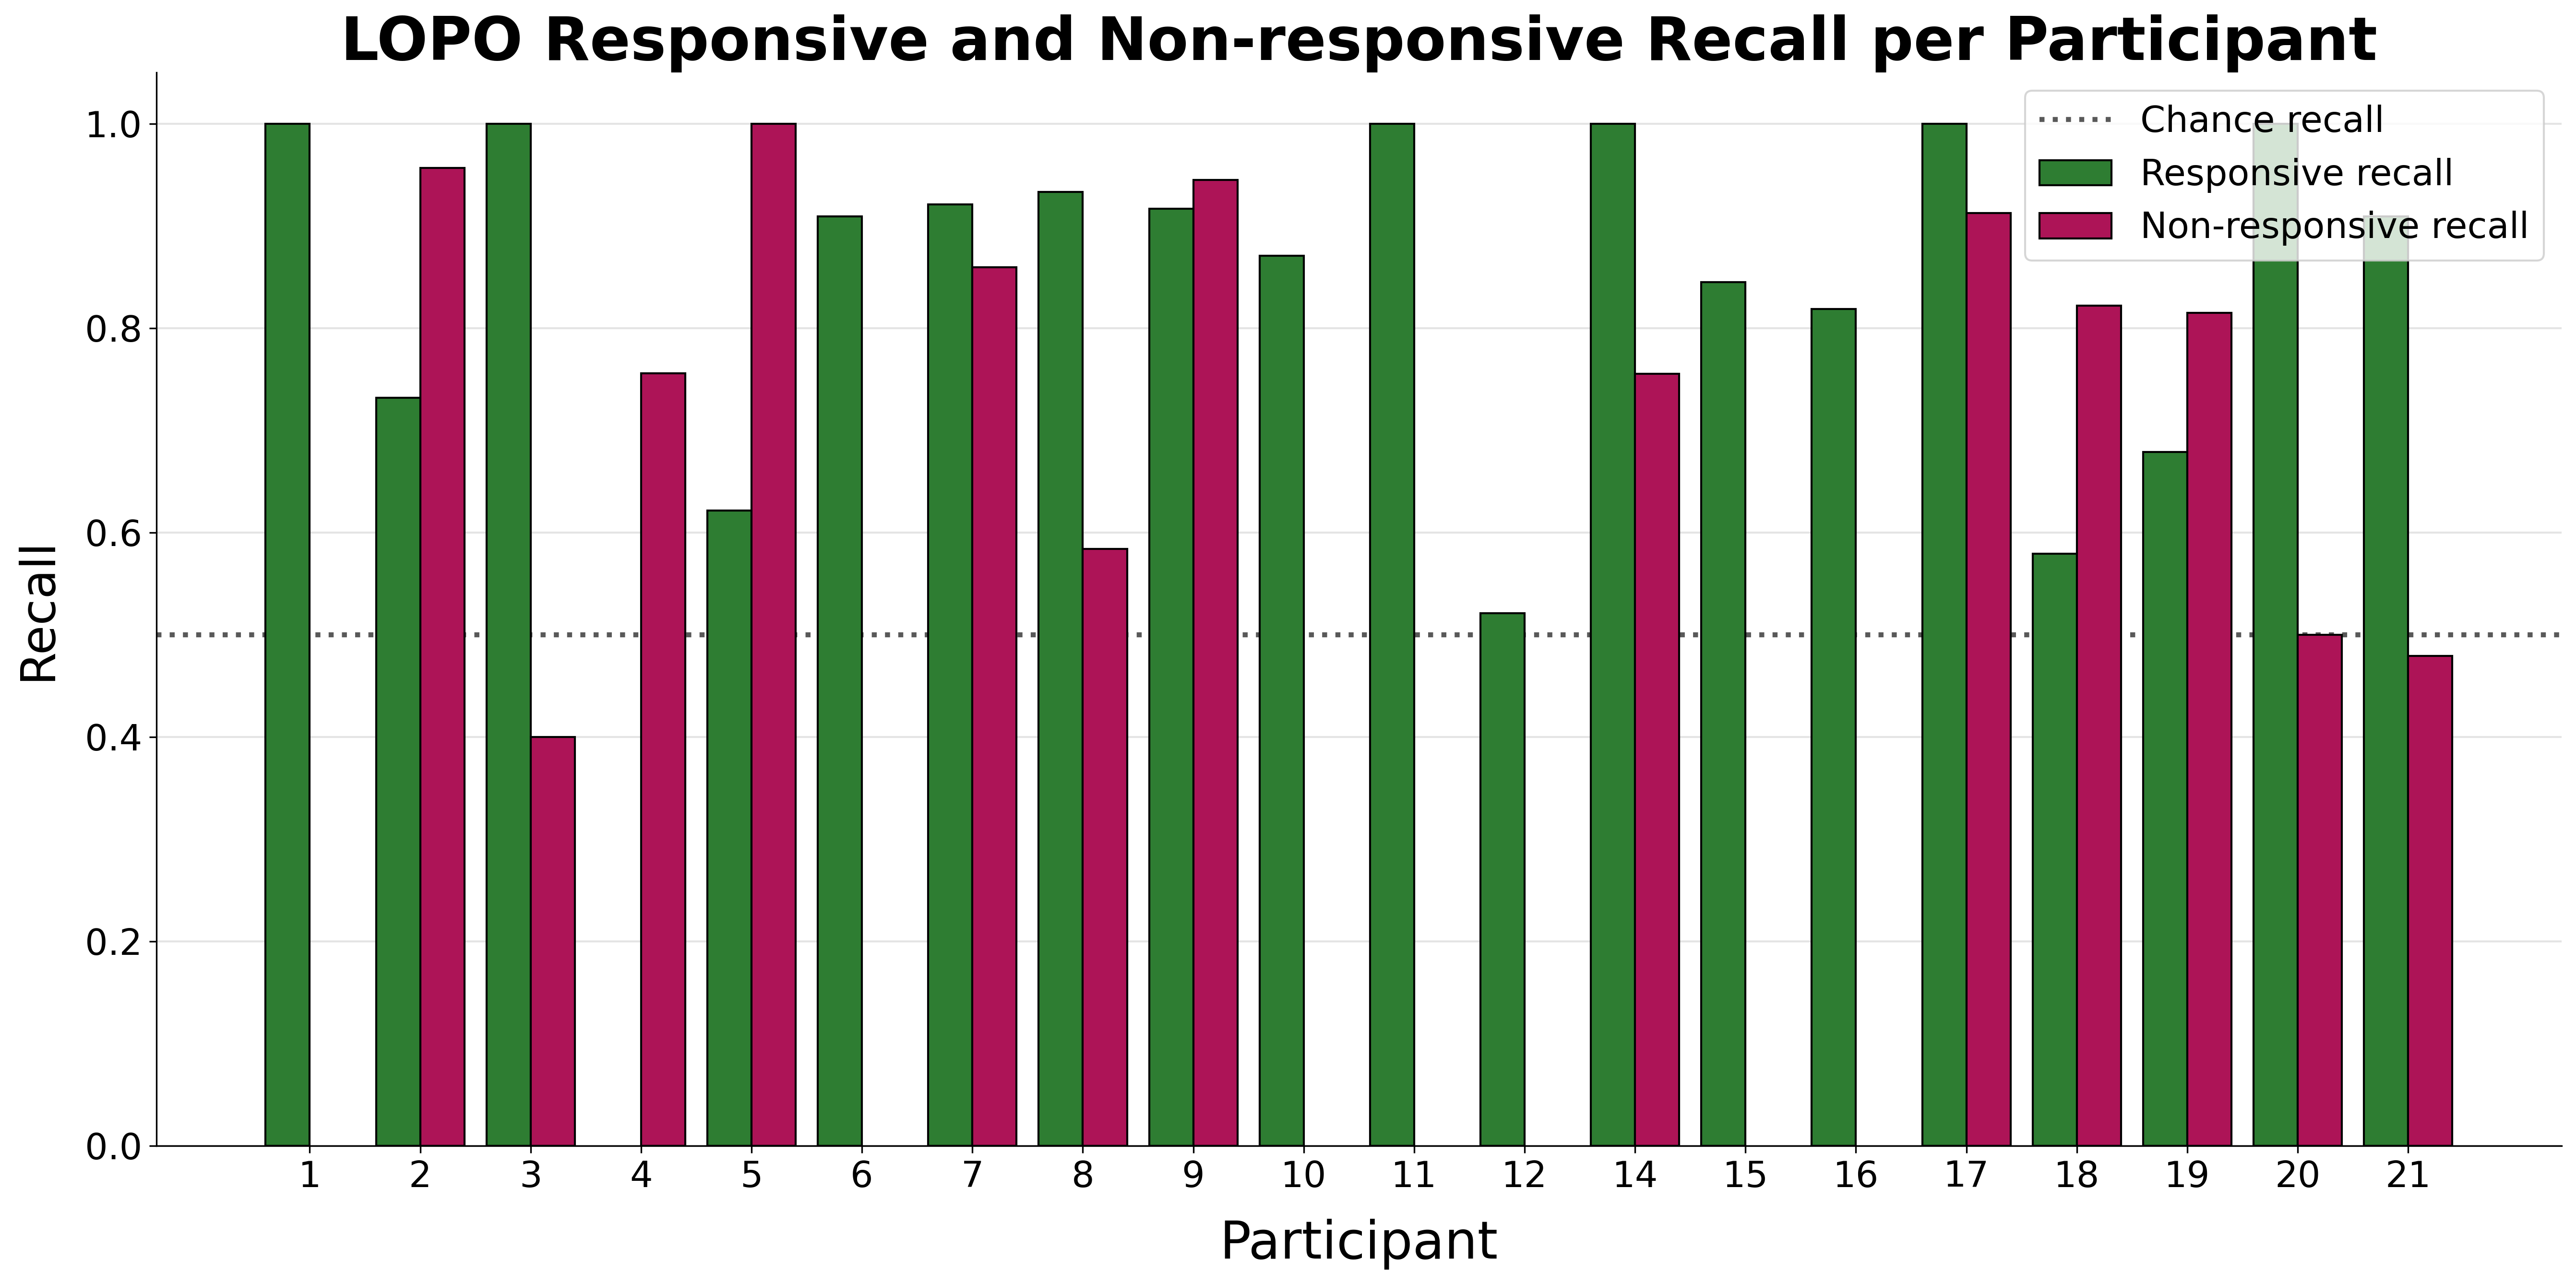 LOPO Responsive and Non-responsive Recall per Participant
Chance recall
Responsive recall
Non-responsive recall
1.0
0.8
0.6
0.4
0.2
0.0
Recall
1 2 3 4 5 6 7 8 9 10 11 12 14 15 16 17 18 19 20 21
Participant